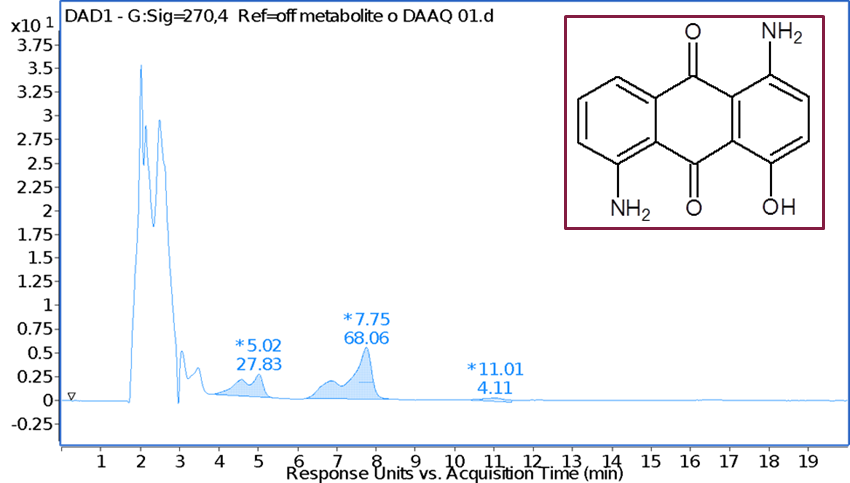 DAD1 - G:Sig=270,4 Ref=off metabolite o DAAQ 01.d
x10 1
3.75
3.5
3.25
3
2.75
2.5
2.25
2
1.75
1.5
1.25
1
0.75
0.5
0.25
0
-0.25
*5.02
27.83
*7.75
68.06
*11.01
4.11
O
NH2
NH2
O
OH
1 2 3 4 5 6 7 8 9 10 11 12 13 14 15 16 17 18 19
Response Units vs. Acquisition Time (min)